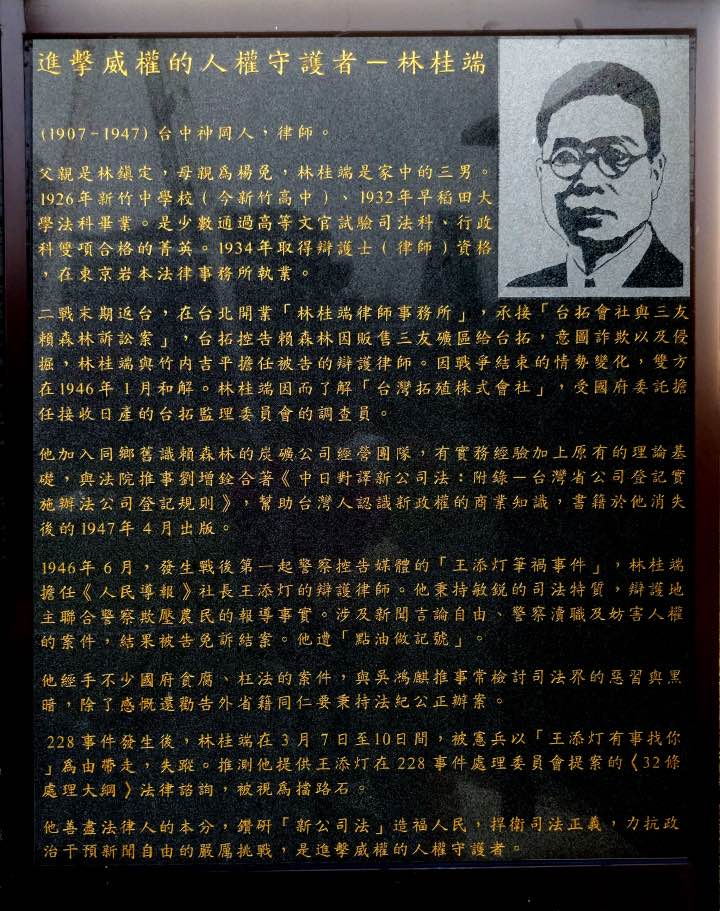 進擊威權的人權守護者－林桂端
(1907-1947) 台中神岡人，律師。
父親是林鎮定，母親為楊免，林桂端是家中的三男。
1926年新竹中學校（今新竹高中）、1932年早稻田大
學法科畢業。是少數通過高等文官試驗司法科、行政
科雙項合格的菁英。1934年取得辯護士（律師）資格
，在東京岩本法律事務所執業。
二戰末期返台，在台北開業「林桂端律師事務所」，承接「台拓會社與三友
賴森林訴訟案」，台拓控告賴森林因販售三友礦區給台拓，意圖詐欺以及侵
掘，林桂端與竹内吉平擔任被告的辯護律師。因戰爭結束的情勢變化，雙方
在1946年 1月和解。林桂端因而了解「台灣拓殖株式會社」，受國府委託擔
任接收日產的台拓監理委員會的調查員。
他加入同鄉舊識賴森林的炭礦公司經營團隊，有實務經驗加上原有的理論基
礎，與法院推事劉增銓合著《中日對譯新公司法：附錄－台灣省公司登記實
施辦法公司登記規則》，幫助台灣人認識新政權的商業知識，書籍於他消失
後的1947年 4月出版。
1946年 6月，發生戰後第一起警察控告媒體的「王添灯筆禍事件」，林桂端
擔任《人民導報》社長王添灯的辯護律師。他秉持敏銳的司法特質，辯護地
主聯合警察欺壓農民的報導事實。涉及新聞言論自由、警察瀆職及妨害人權
的案件，結果被告免訴結案。他遭「點油做記號」。
他經手不少國府貪腐、枉法的案件，與吳鴻麒推事常檢討司法界的惡習與黑
暗，除了感慨還勸告外省籍同仁要秉持法紀公正辦案。
228事件發生後，林桂端在 3月 7日至10日間，被憲兵以「王添灯有事找你
」為由帶走，失蹤。推測他提供王添灯在 228事件處理委員會提案的〈32條
處理大綱〉法律諮詢，被視為擋路石。
他善盡法律人的本分，鑽研「新公司法」造福人民，捍衛司法正義，力抗政
治干預新聞自由的嚴厲挑戰，是進擊威權的人權守護者。